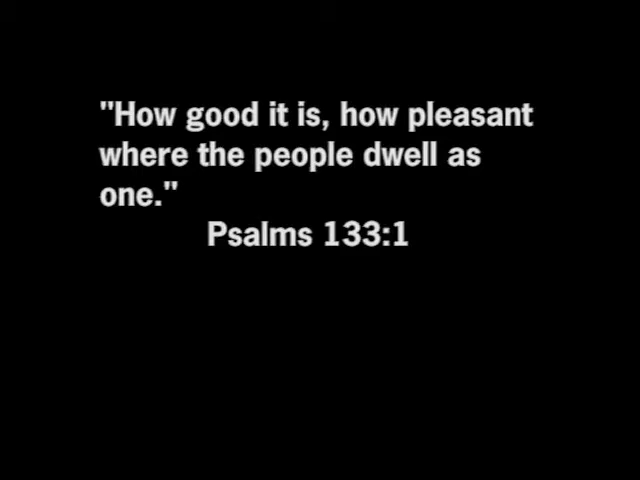 "How good it is, how pleasant
where the people dwell as
one."
Psalms 133:1